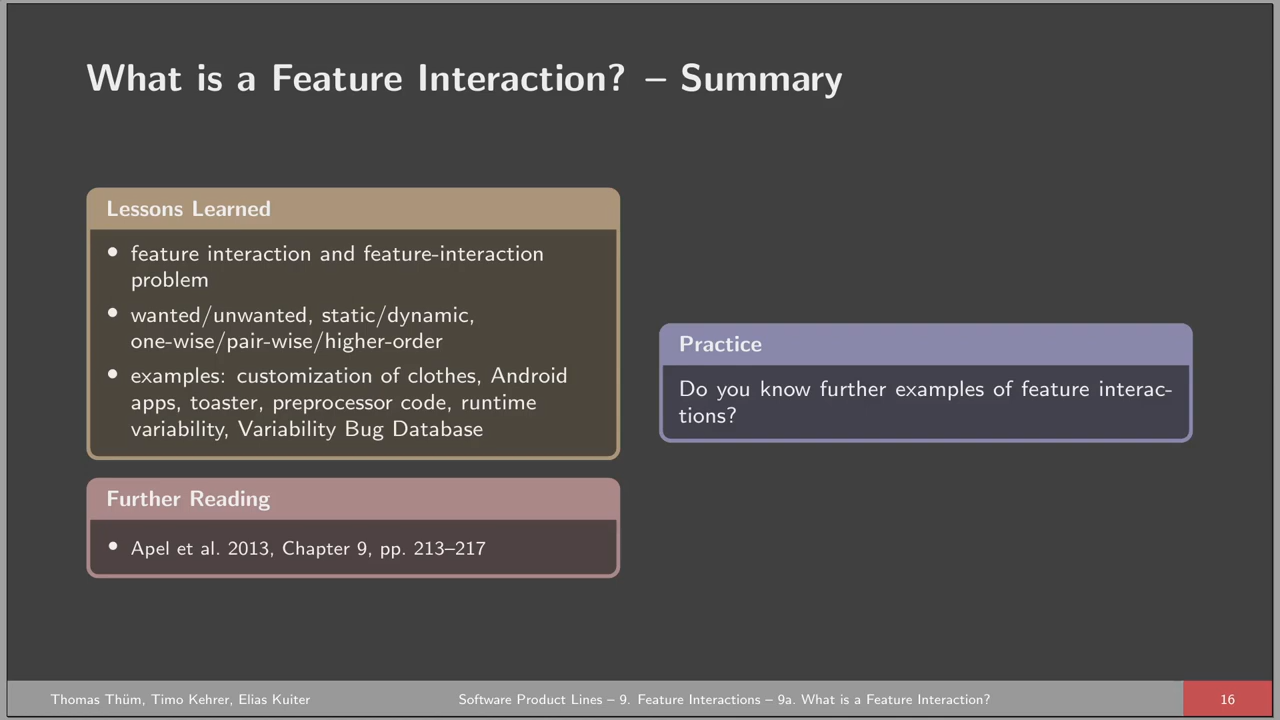 What is a Feature Interaction? – Summary
Lessons Learned
• feature interaction and feature-interaction
problem
• wanted/unwanted, static/dynamic,
one-wise/pair-wise/higher-order
• examples: customization of clothes, Android
apps, toaster, preprocessor code, runtime
variability, Variability Bug Database
Further Reading
• Apel et al. 2013, Chapter 9, pp. 213–217
Practice
Do you know further examples of feature interac-
tions?
Thomas Thüm, Timo Kehrer, Elias Kuiter
Software Product Lines – 9. Feature Interactions – 9a. What is a Feature Interaction?
16